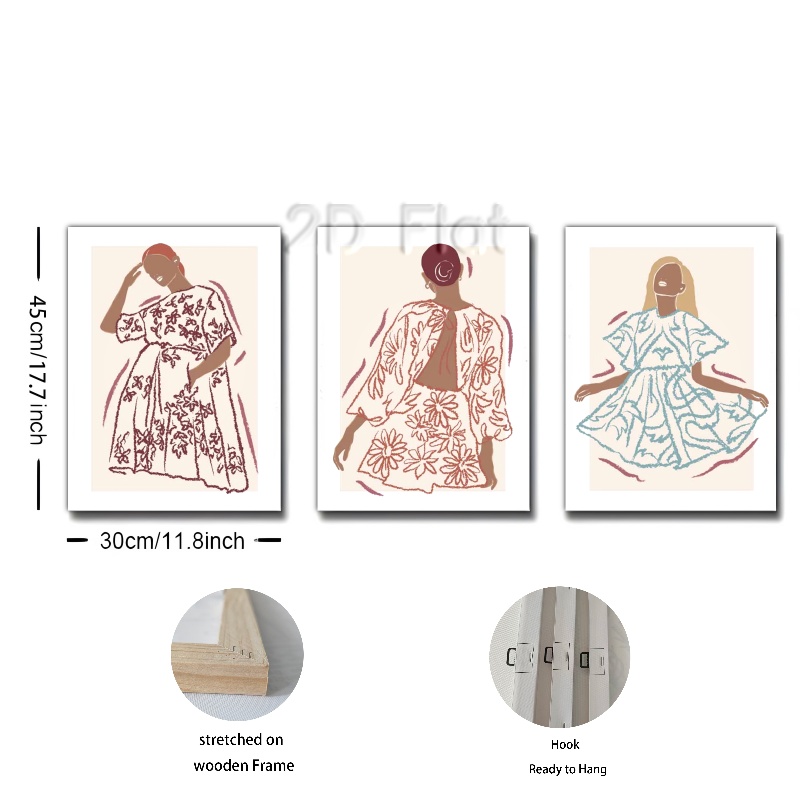 2D Flat
45cm/17.7inch
30cm/11.8inch
stretched on
wooden Frame
Hook
Ready to Hang